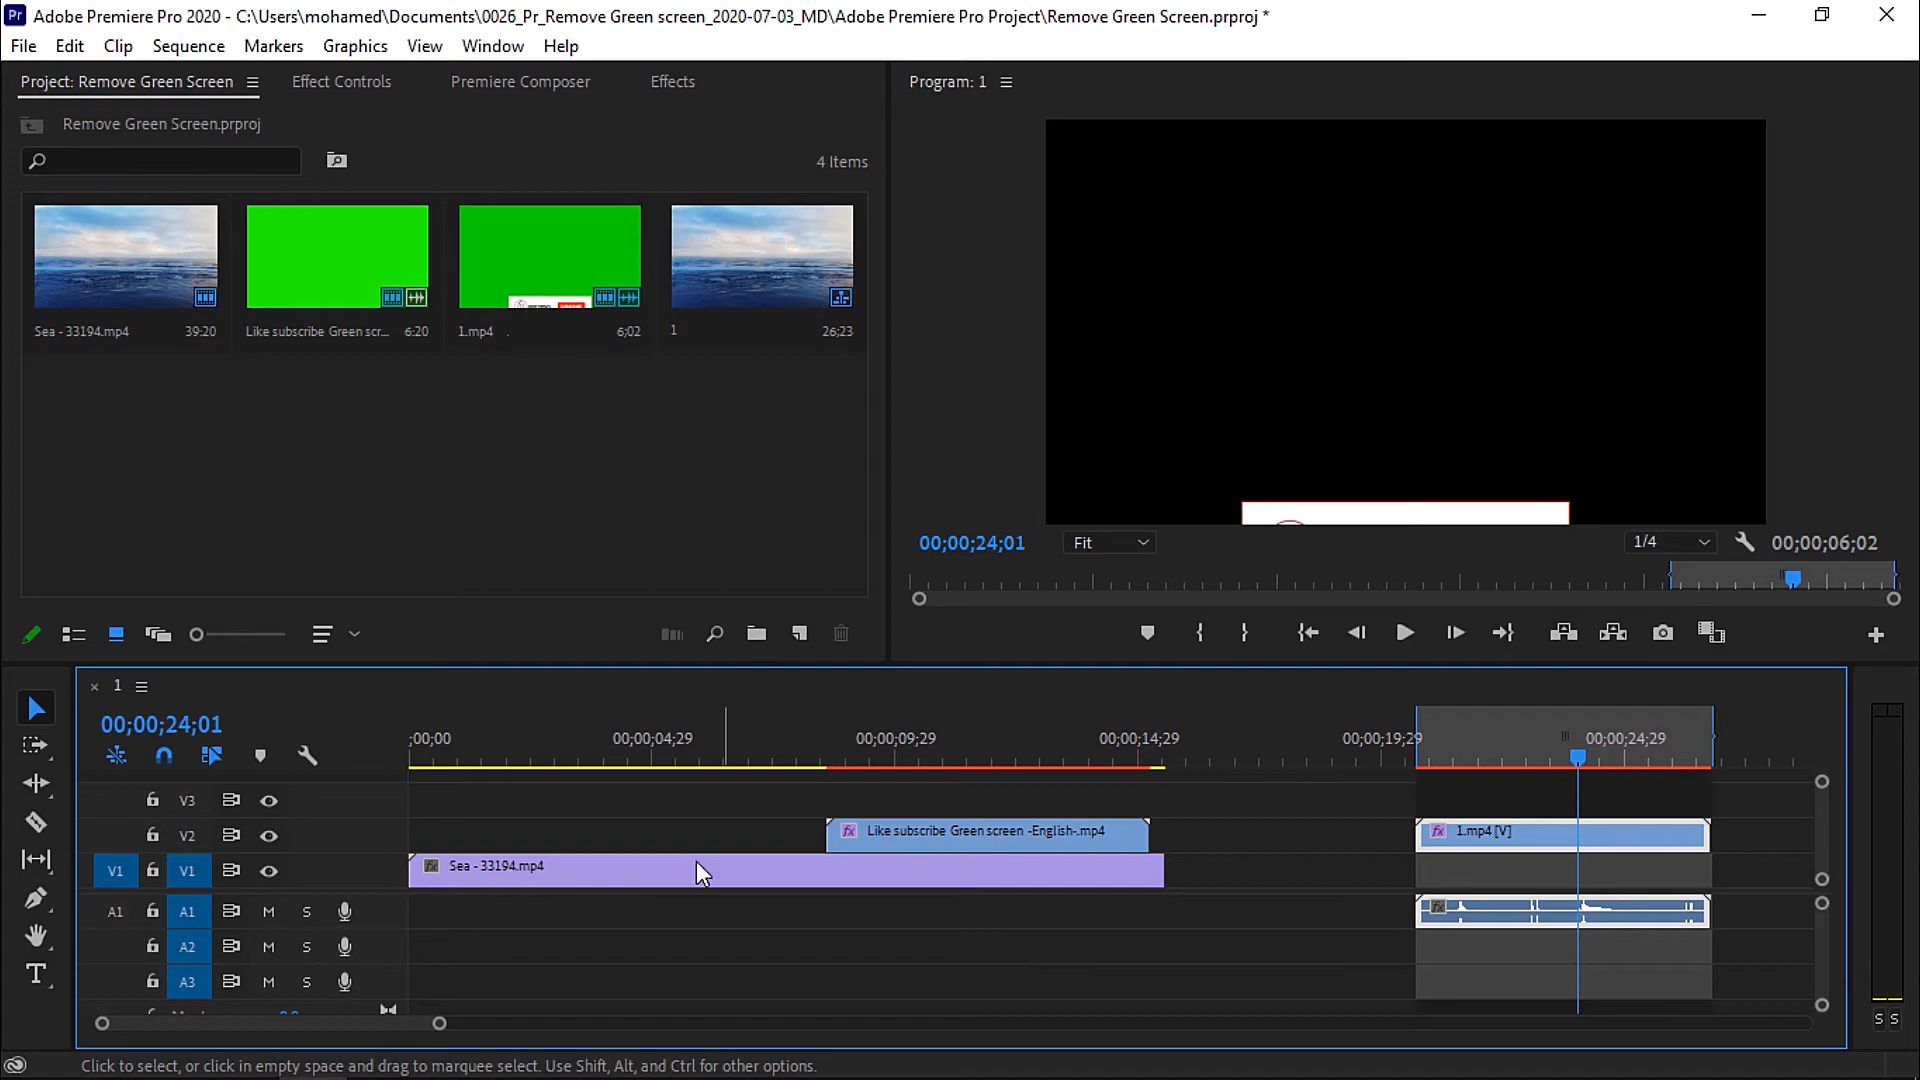 Adobe Premiere Pro 2020 - C:\Users\mohamed\Documents\0026_Pr_Remove Green screen_2020-07-03_MD\Adobe Premiere Pro Project\Remove Green Screen.prproj *
File Edit Clip Sequence Markers Graphics View Window Help
Project: Remove Green Screen Effect Controls Premiere Composer Effects
Program: 1
Remove Green Screen.prproj
4 Items
Sea - 33194.mp4 39:20
Like subscribe Green scr... 6:20
1.mp4 6;02
1 26;23
00;00;24;01 Fit 1/4 00;00;06;02
1
00;00;24;01
;00;00 00;00;04;29 00;00;09;29 00;00;14;29 00;00;19;29 00;00;24;29
V3
V2 fx Like subscribe Green screen -English-.mp4 fx 1.mp4 [V]
V1 V1 fx Sea - 33194.mp4
A1 A1 M S fx
A2 M S
A3 M S
S S
Click to select, or click in empty space and drag to marquee select. Use Shift, Alt, and Ctrl for other options.